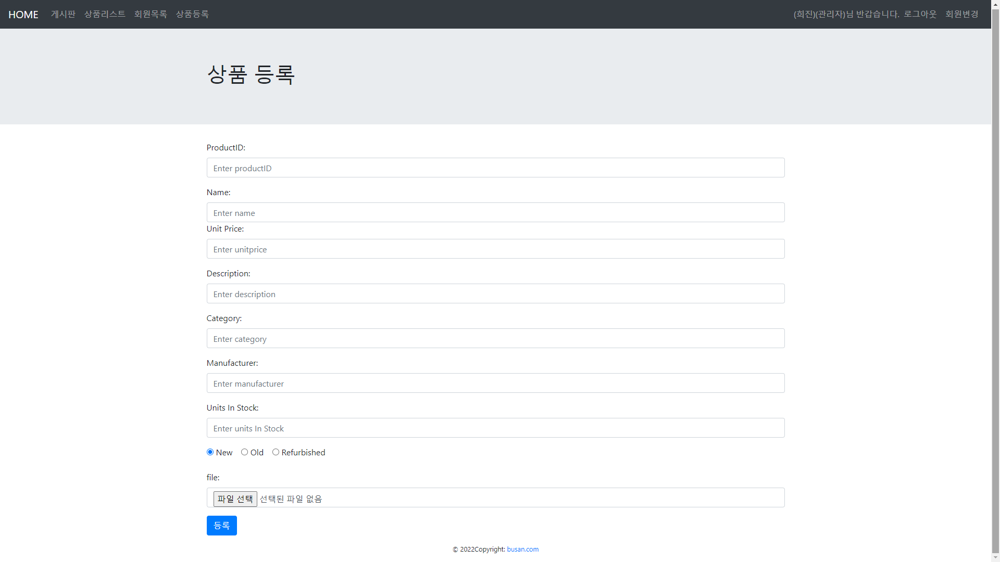 HOME 게시판 상품리스트 회원목록 상품등록 (희진)(관리자)님 반갑습니다. 로그아웃 회원변경
상품 등록
ProductID:
Enter productID
Name:
Enter name
Unit Price:
Enter unitprice
Description:
Enter description
Category:
Enter category
Manufacturer:
Enter manufacturer
Units In Stock:
Enter units In Stock
New Old Refurbished
file:
파일 선택 선택된 파일 없음
등록
© 2022Copyright: busan.com